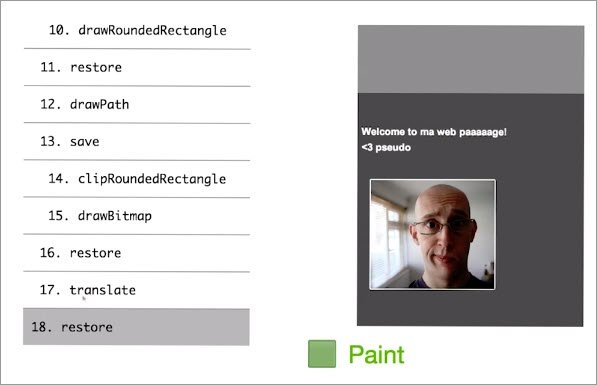 10. drawRoundedRectangle
11. restore
12. drawPath
13. save
14. clipRoundedRectangle
15. drawBitmap
16. restore
17. translate
18. restore
Welcome to ma web paaaaage!
<3 pseudo
Paint